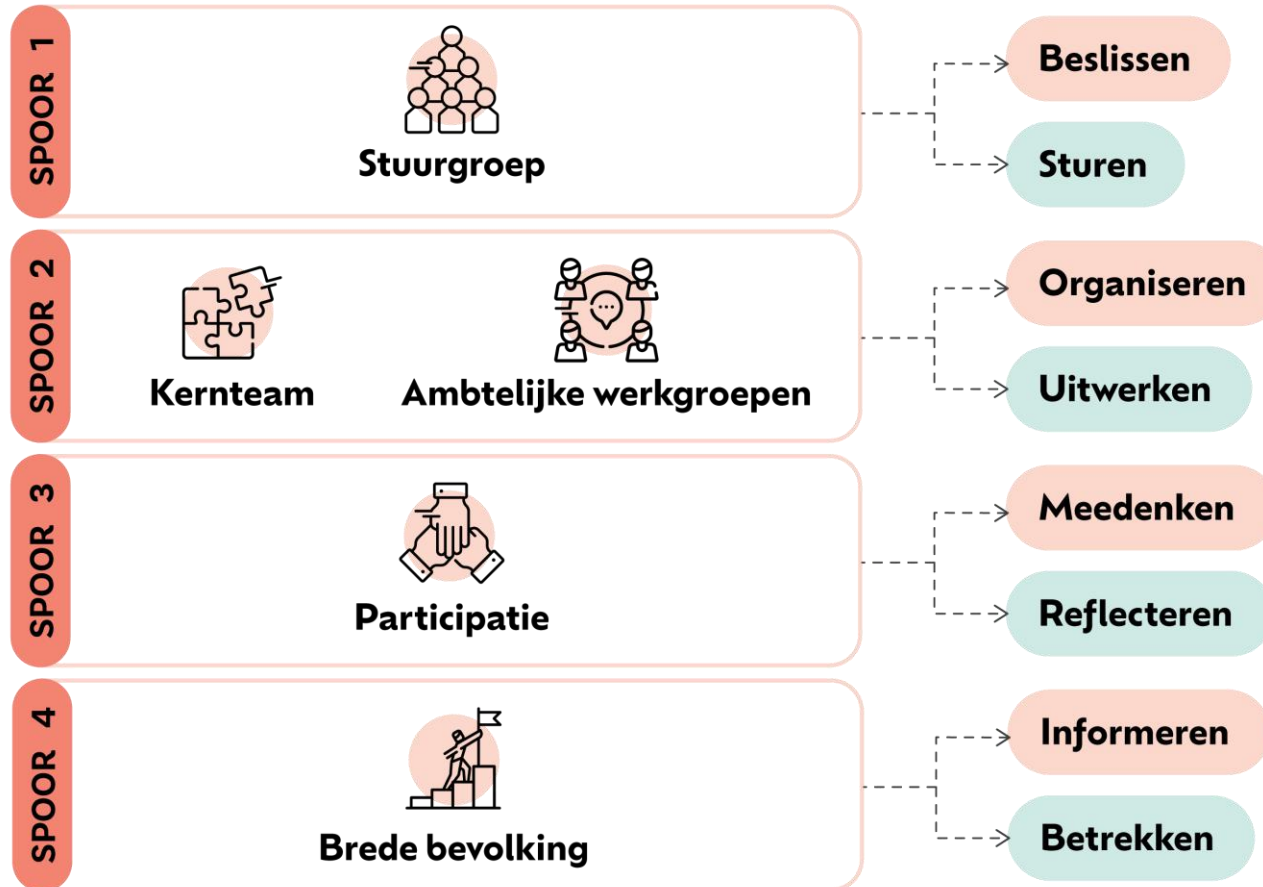 SPOOR 1
Stuurgroep
Beslissen
Sturen
SPOOR 2
Kernteam
Ambtelijke werkgroepen
Organiseren
Uitwerken
SPOOR 3
Participatie
Meedenken
Reflecteren
SPOOR 4
Brede bevolking
Informeren
Betrekken